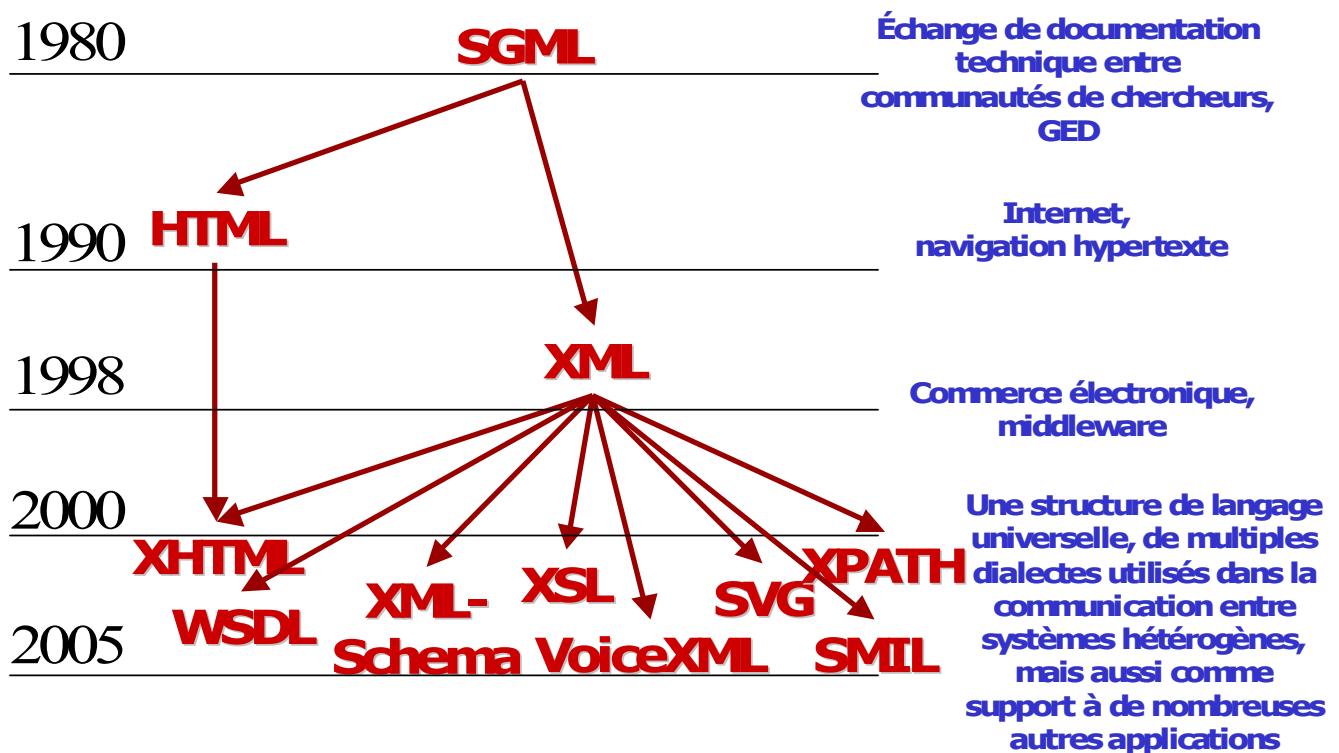 1980
SGML
Échange de documentation
technique entre
communautés de chercheurs,
GED
1990
HTML
Internet,
navigation hypertexte
1998
XML
Commerce électronique,
middleware
2000
XHTML
WSDL
XML-
Schema
XSL
VoiceXML
SVG
XPATH
SMIL
2005
Une structure de langage
universelle, de multiples
dialectes utilisés dans la
communication entre
systèmes hétérogènes,
mais aussi comme
support à de nombreuses
autres applications